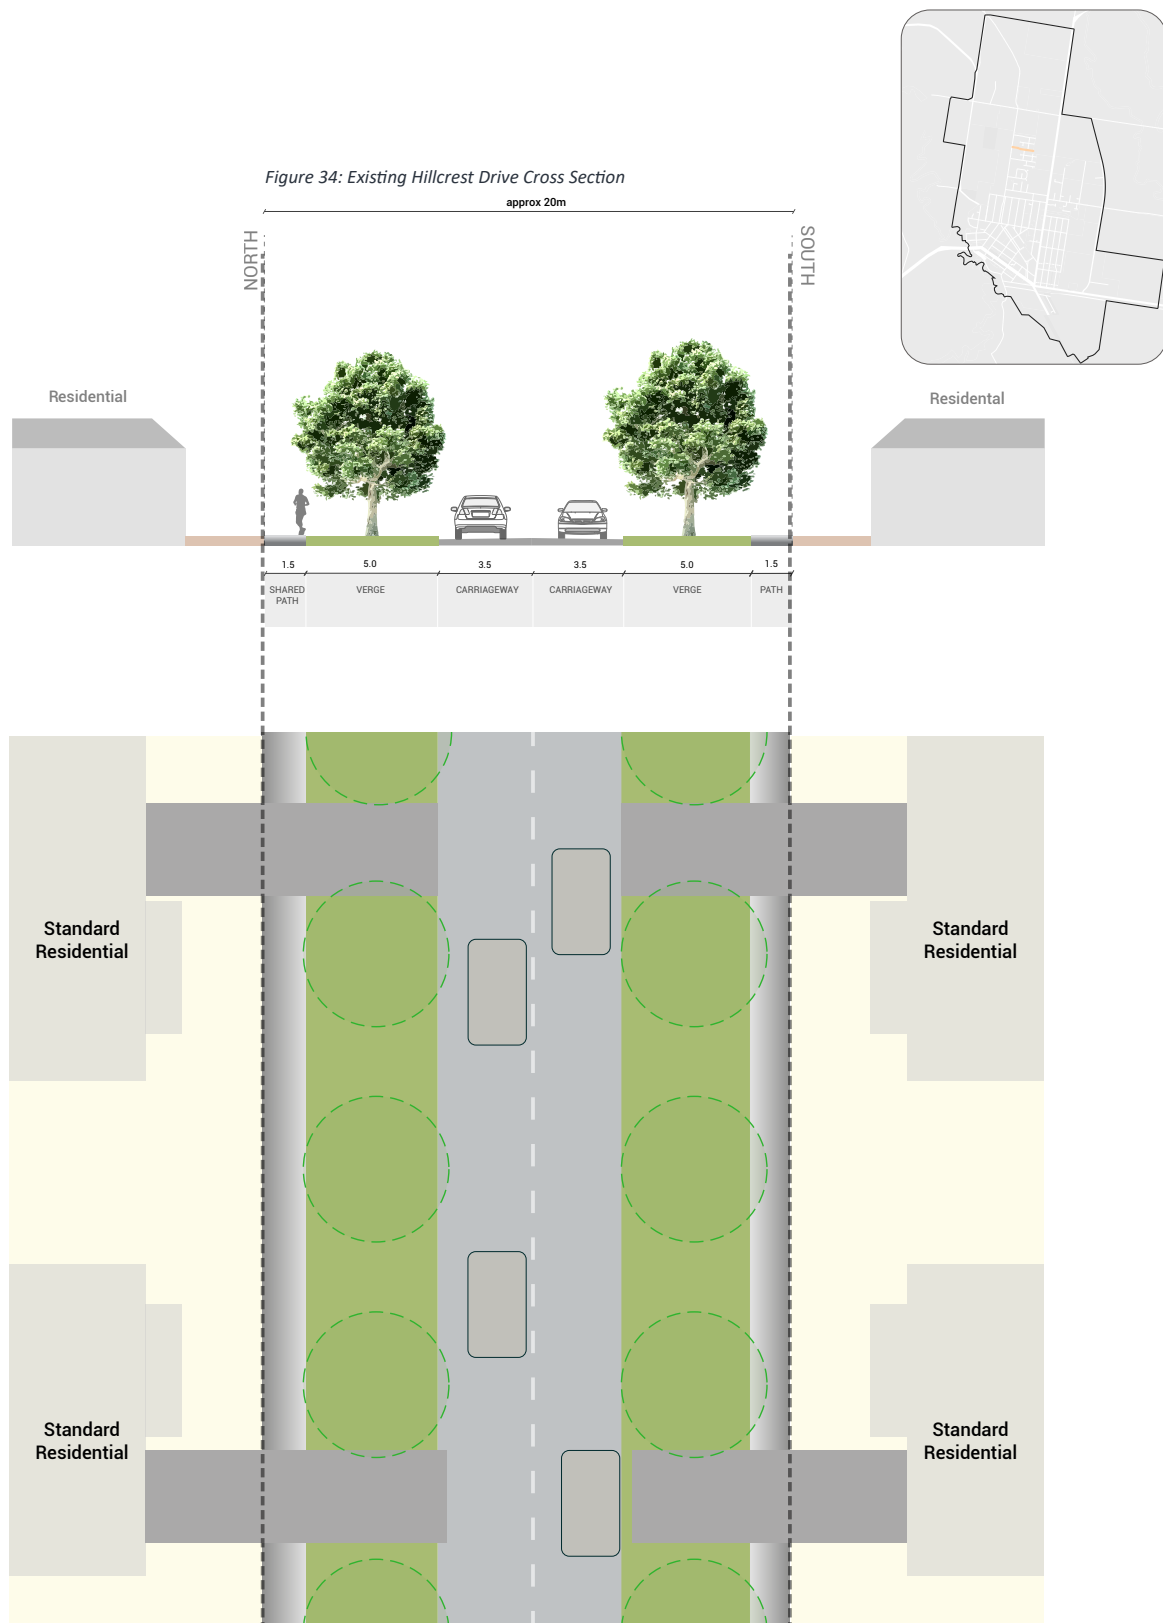 Figure 34: Existing Hillcrest Drive Cross Section
approx 20m
NORTH
SOUTH
Residential
Residental
1.5
5.0
3.5
3.5
5.0
1.5
SHARED
PATH
VERGE
CARRIAGEWAY
CARRIAGEWAY
VERGE
PATH
Standard
Residential
Standard
Residential
Standard
Residential
Standard
Residential